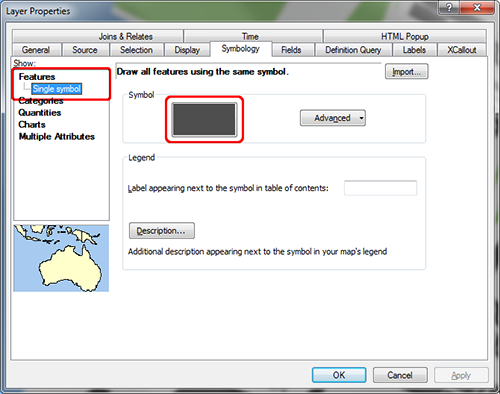 Layer Properties
Joins & Relates
Time
HTML Popup
General
Source
Selection
Display
Symbology
Fields
Definition Query
Labels
XCallout
Show:
Features
Single symbol
Categories
Quantities
Charts
Multiple Attributes
Draw all features using the same symbol.
Import...
Symbol
Advanced
Legend
Label appearing next to the symbol in table of contents:
Description...
Additional description appearing next to the symbol in your map's legend
OK
Cancel
Apply